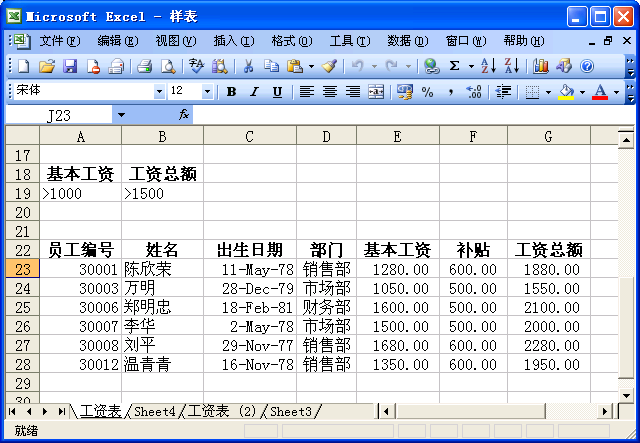 Microsoft Excel - 样表
文件(F) 编辑(E) 视图(V) 插入(I) 格式(O) 工具(T) 数据(D) 窗口(W) 帮助(H)
宋体 12 B I U % ,
J23 fx
A B C D E F G
17
18 基本工资 工资总额
19 >1000 >1500
20
21
22 员工编号 姓名 出生日期 部门 基本工资 补贴 工资总额
23 30001 陈欣荣 11-May-78 销售部 1280.00 600.00 1880.00
24 30003 万明 28-Dec-79 市场部 1050.00 500.00 1550.00
25 30006 郑明忠 18-Feb-81 财务部 1600.00 500.00 2100.00
26 30007 李华 2-May-78 市场部 1500.00 500.00 2000.00
27 30008 刘平 29-Nov-77 销售部 1680.00 600.00 2280.00
28 30012 温青青 16-Nov-78 销售部 1350.00 600.00 1950.00
29
30
工资表 Sheet4 工资表 (2) Sheet3
就绪